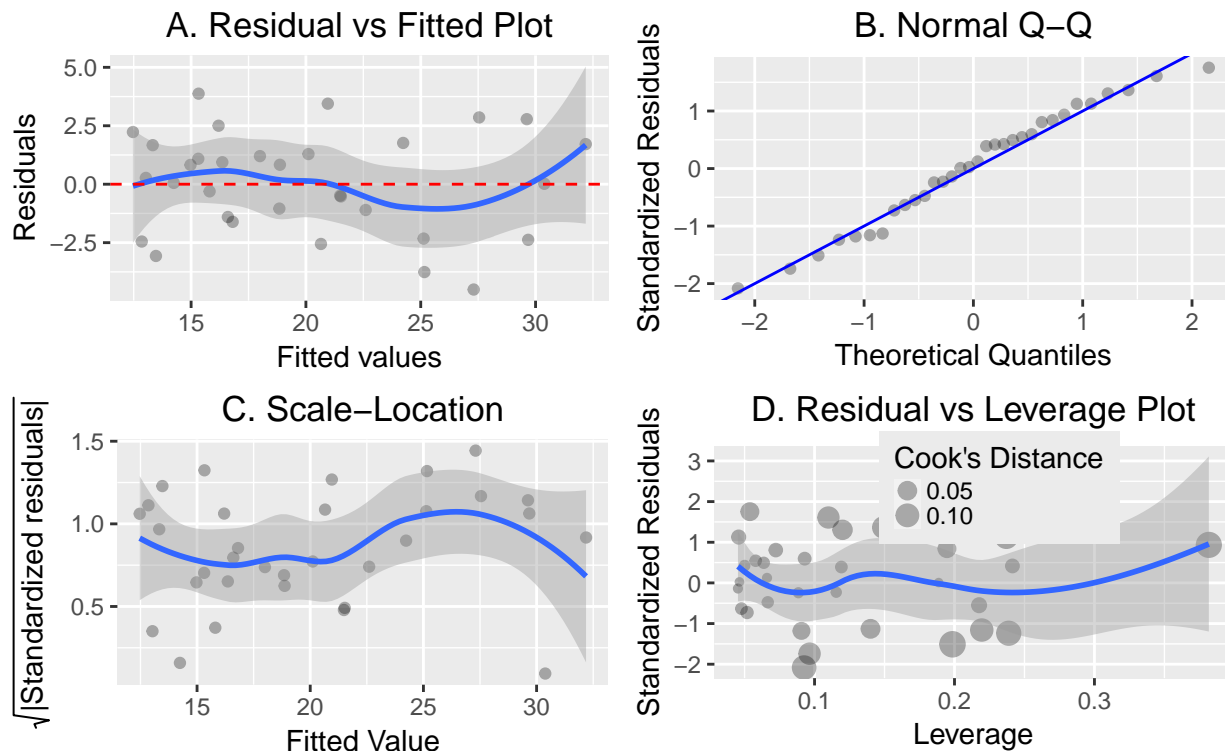 A. Residual vs Fitted Plot
Residuals
5.0
2.5
0.0
−2.5
15
20
25
30
Fitted values
B. Normal Q−Q
Standardized Residuals
1
0
−1
−2
−2
−1
0
1
2
Theoretical Quantiles
C. Scale−Location
√|Standardized residuals|
1.5
1.0
0.5
15
20
25
30
Fitted Value
D. Residual vs Leverage Plot
Standardized Residuals
3
2
1
0
−1
−2
Cook's Distance
0.05
0.10
0.1
0.2
0.3
Leverage